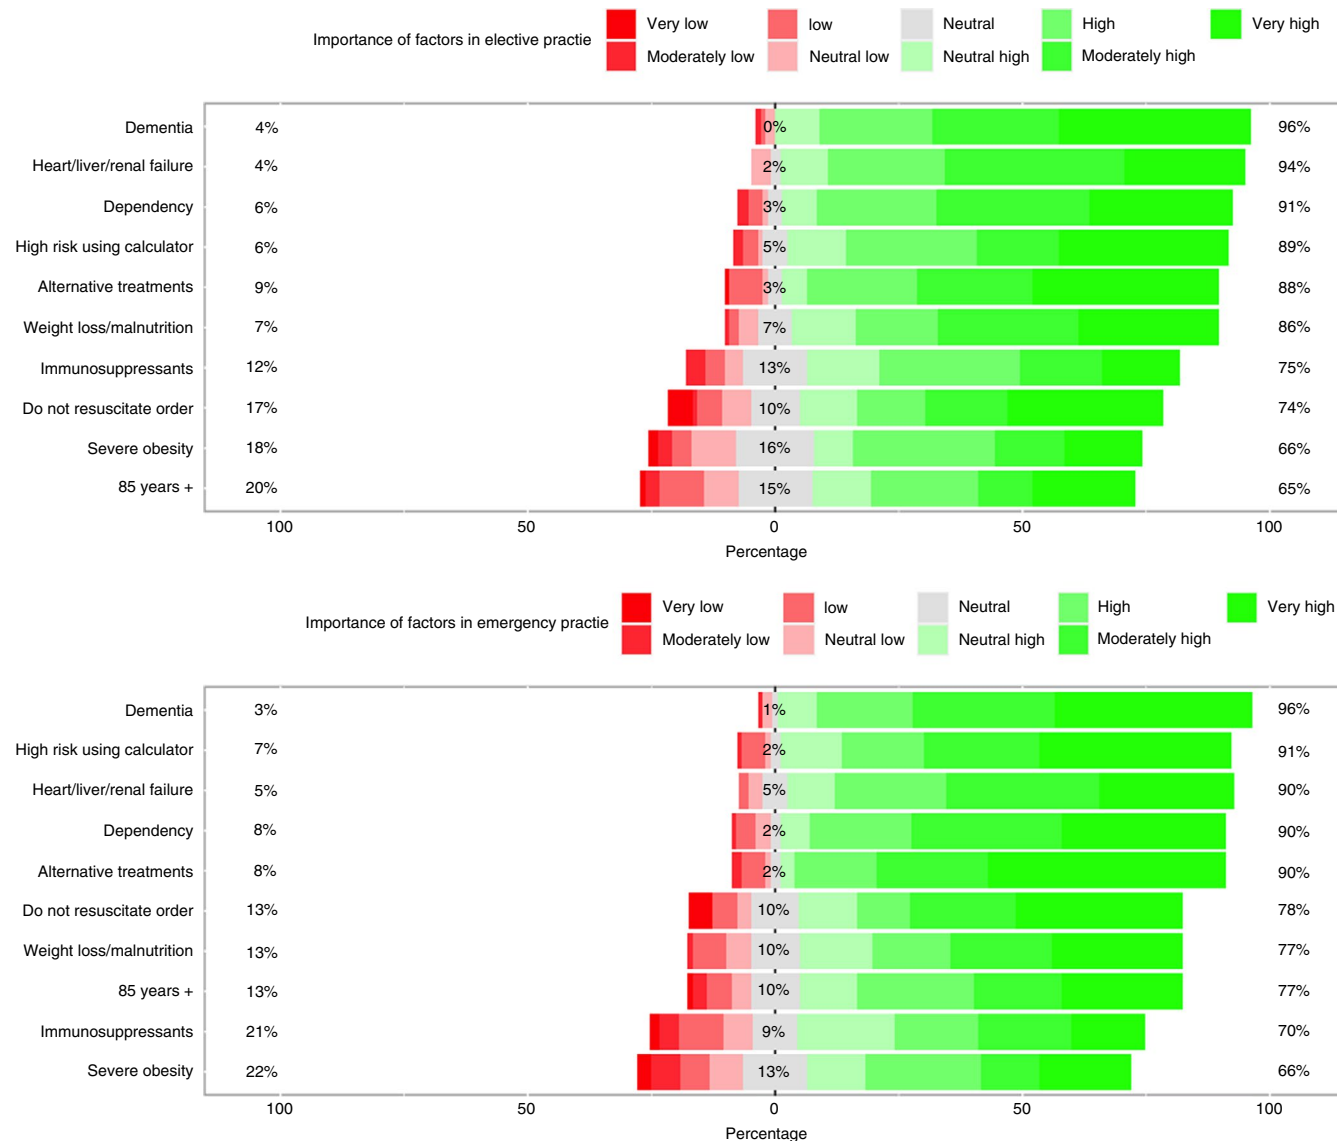 Very low low Neutral High Very high
Importance of factors in elective practie
Moderately low Neutral low Neutral high Moderately high
Dementia 4% 0% 96%
Heart/liver/renal failure 4% 2% 94%
Dependency 6% 3% 91%
High risk using calculator 6% 5% 89%
Alternative treatments 9% 3% 88%
Weight loss/malnutrition 7% 7% 86%
Immunosuppressants 12% 13% 75%
Do not resuscitate order 17% 10% 74%
Severe obesity 18% 16% 66%
85 years + 20% 15% 65%
100 50 0 50 100
Percentage
Very low low Neutral High Very high
Importance of factors in emergency practie
Moderately low Neutral low Neutral high Moderately high
Dementia 3% 1% 96%
High risk using calculator 7% 2% 91%
Heart/liver/renal failure 5% 5% 90%
Dependency 8% 2% 90%
Alternative treatments 8% 2% 90%
Do not resuscitate order 13% 10% 78%
Weight loss/malnutrition 13% 10% 77%
85 years + 13% 10% 77%
Immunosuppressants 21% 9% 70%
Severe obesity 22% 13% 66%
100 50 0 50 100
Percentage